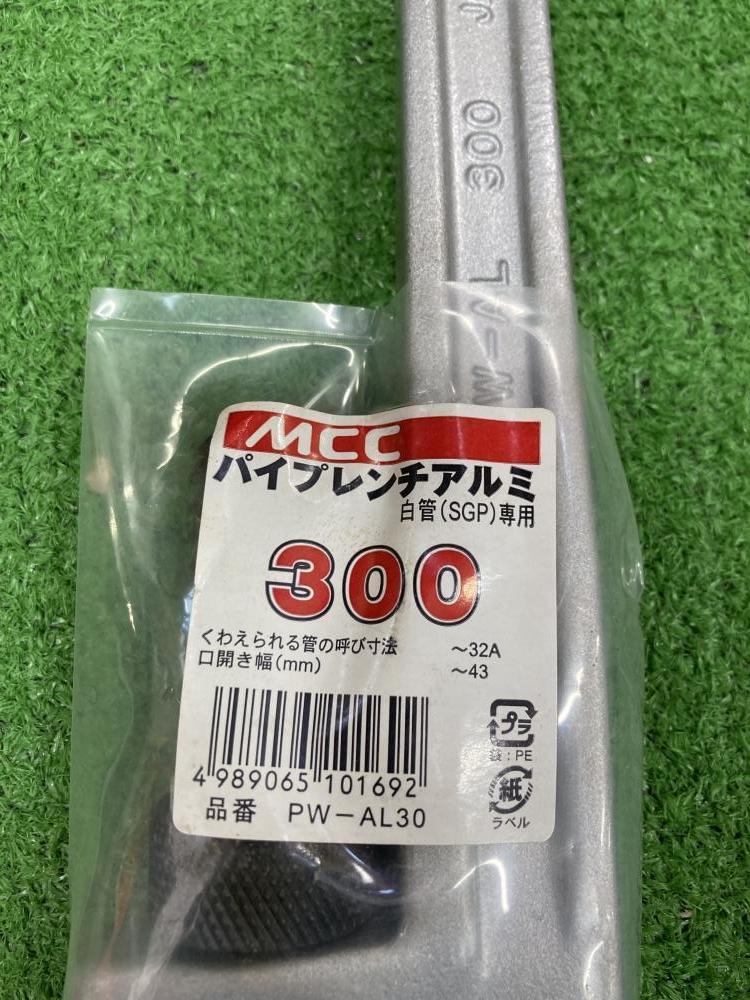 300
W-AL
MCC
パイプレンチアルミ
白管(SGP)専用
300
くわえられる管の呼び寸法 ～32A
口開き幅(mm) ～43
プラ
袋:PE
紙
ラベル
4 989065 101692
品番 PW-AL30